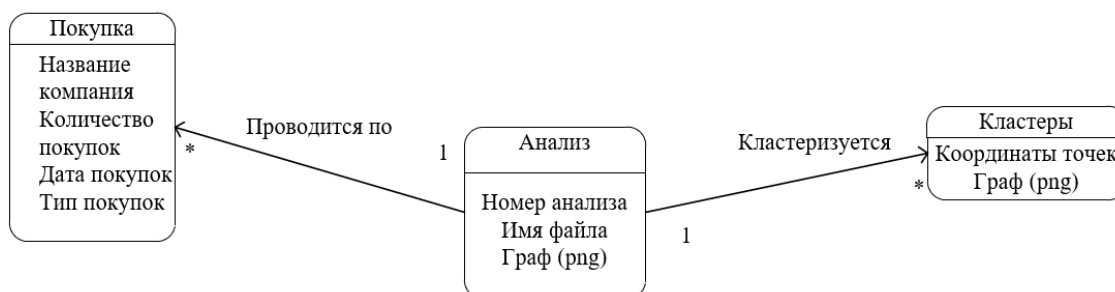 Покупка
Название
компания
Количество
покупок
Дата покупок
Тип покупок
Проводится по
*
1
Анализ
Номер анализа
Имя файла
Граф (png)
Кластеризуется
1
*
Кластеры
Координаты точек
Граф (png)